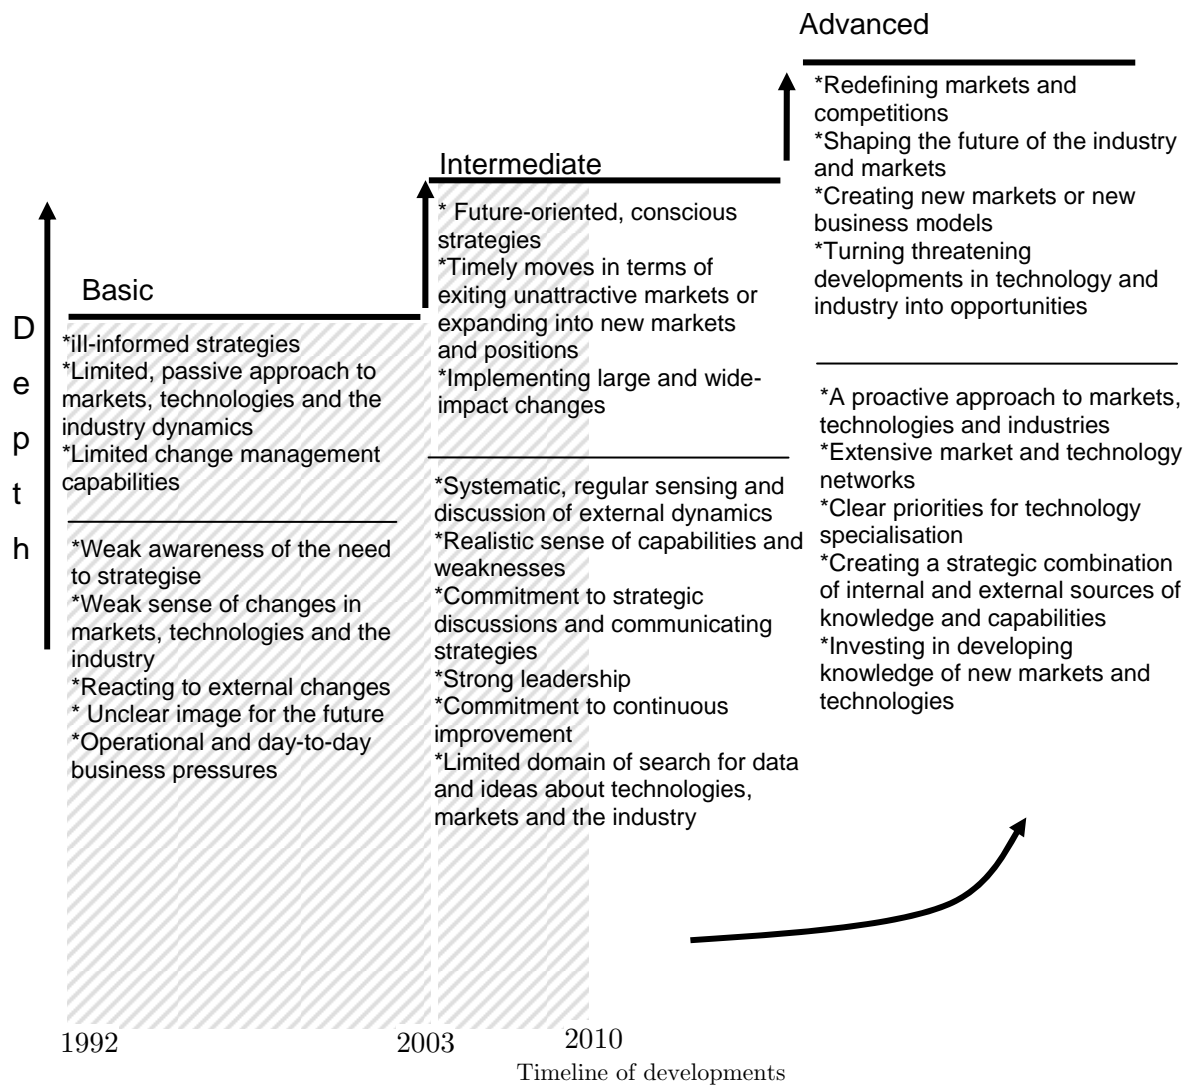 Advanced
*Redefining markets and
competitions
*Shaping the future of the industry
and markets
*Creating new markets or new
business models
*Turning threatening
developments in technology and
industry into opportunities
*A proactive approach to markets,
technologies and industries
*Extensive market and technology
networks
*Clear priorities for technology
specialisation
*Creating a strategic combination
of internal and external sources of
knowledge and capabilities
*Investing in developing
knowledge of new markets and
technologies
Intermediate
* Future-oriented, conscious
strategies
*Timely moves in terms of
exiting unattractive markets or
expanding into new markets
and positions
*Implementing large and wide-
impact changes
*Systematic, regular sensing and
discussion of external dynamics
*Realistic sense of capabilities and
weaknesses
*Commitment to strategic
discussions and communicating
strategies
*Strong leadership
*Commitment to continuous
improvement
*Limited domain of search for data
and ideas about technologies,
markets and the industry
Basic
*ill-informed strategies
*Limited, passive approach to
markets, technologies and the
industry dynamics
*Limited change management
capabilities
*Weak awareness of the need
to strategise
*Weak sense of changes in
markets, technologies and the
industry
*Reacting to external changes
* Unclear image for the future
*Operational and day-to-day
business pressures
D
e
p
t
h
1992
2003
2010
Timeline of developments